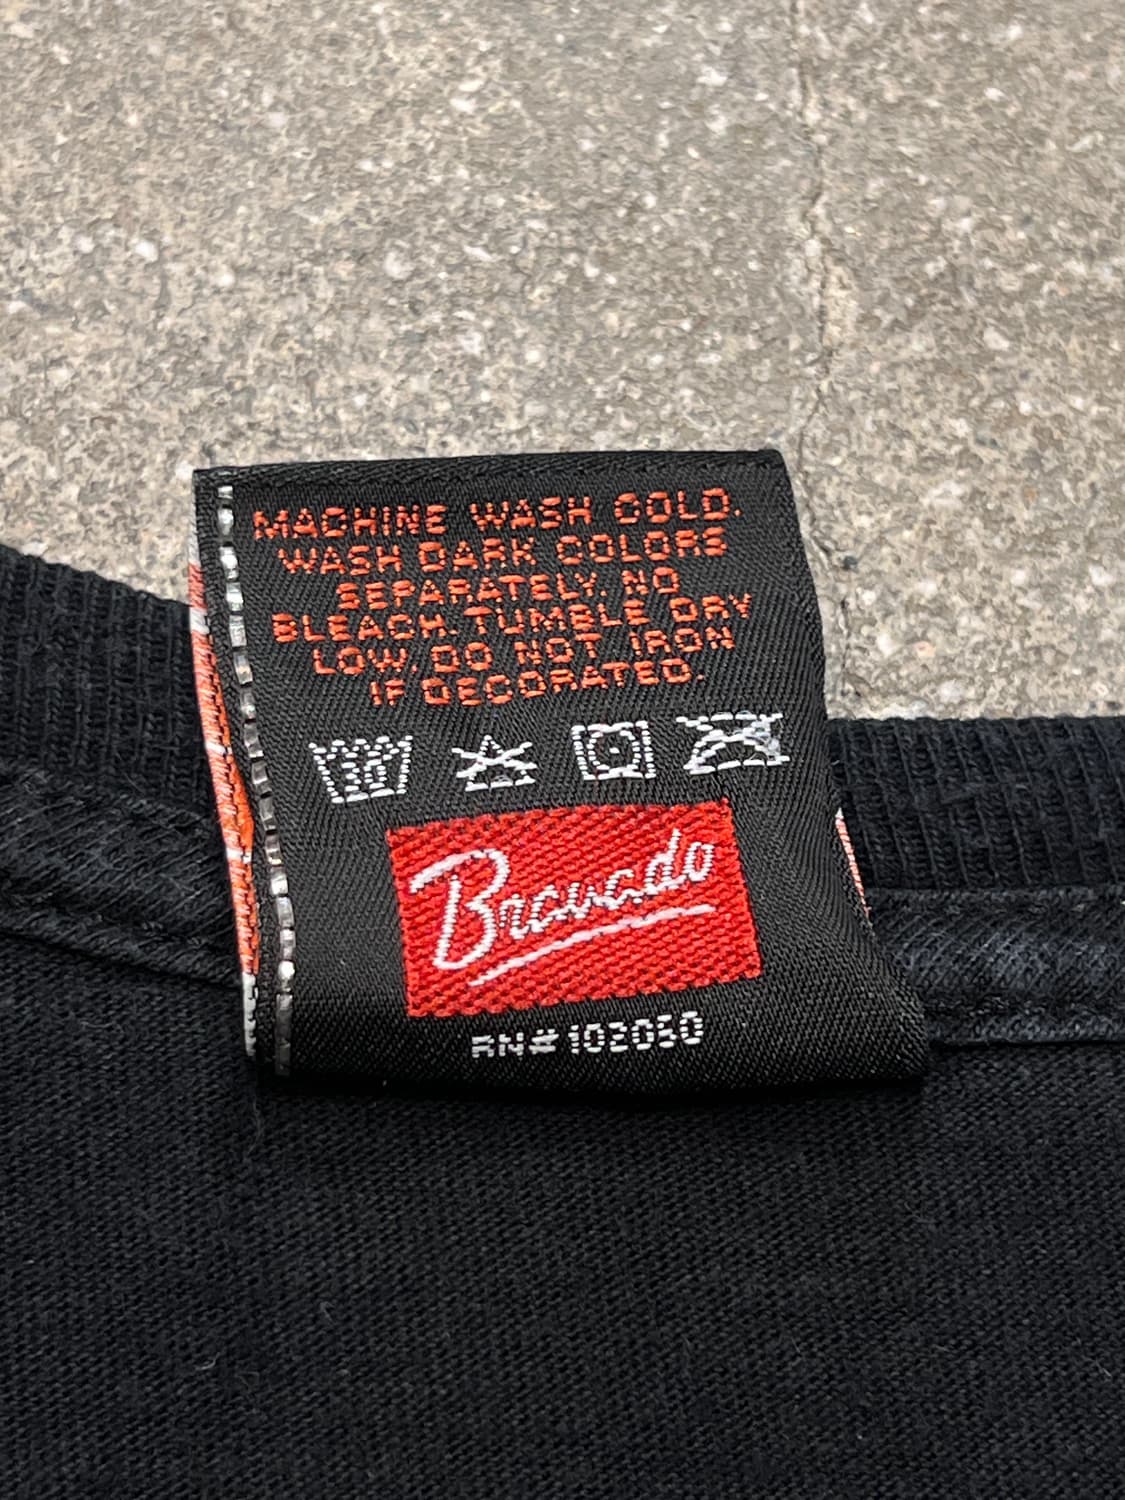 MACHINE WASH COLD.
WASH DARK COLORS
SEPARATELY. NO
BLEACH. TUMBLE DRY
LOW. DO NOT IRON
IF DECORATED.
30
Bravado
RN#102050